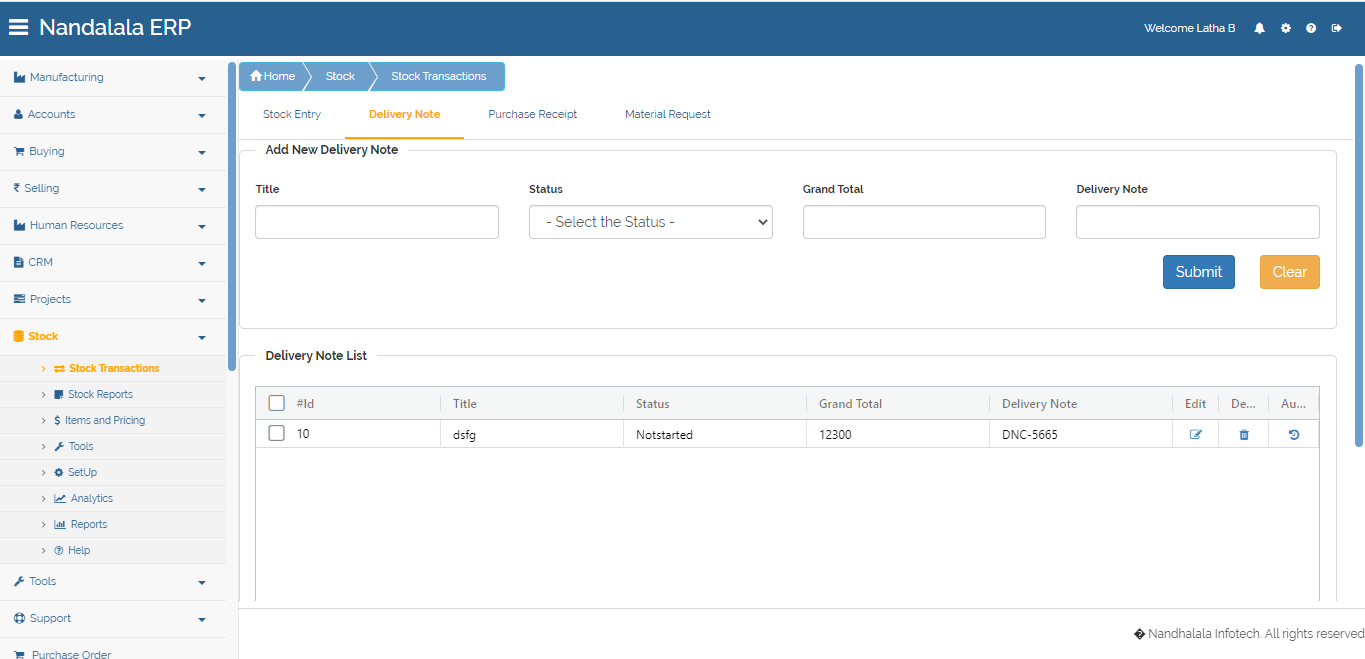 Nandalala ERP
Welcome Latha B
Manufacturing
Accounts
Buying
₹ Selling
Human Resources
CRM
Projects
Stock
Stock Transactions
Stock Reports
$ Items and Pricing
Tools
SetUp
Analytics
Reports
Help
Tools
Support
Purchase Order
Home Stock Stock Transactions
Stock Entry Delivery Note Purchase Receipt Material Request
Add New Delivery Note
Title Status Grand Total Delivery Note
- Select the Status -
Submit Clear
Delivery Note List
#Id Title Status Grand Total Delivery Note Edit De... Au...
10 dsfg Notstarted 12300 DNC-5665
� Nandhalala Infotech. All rights reserved